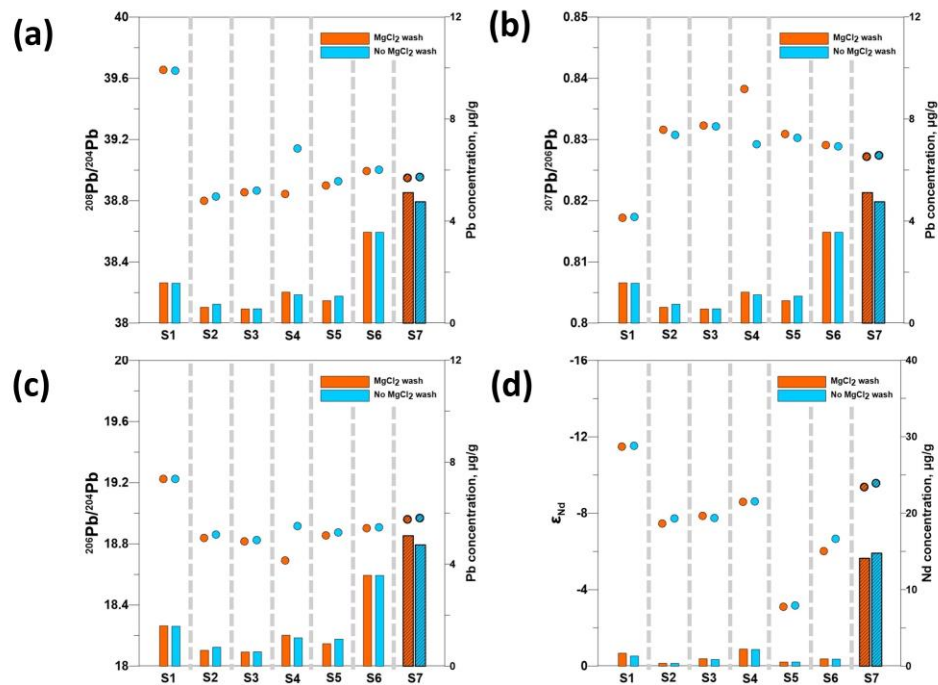 (a)
40
39.6
39.2
38.8
38.4
38
²⁰⁸Pb/²⁰⁴Pb
MgCl₂ wash
No MgCl₂ wash
12
8
4
0
Pb concentration, µg/g
S1 S2 S3 S4 S5 S6 S7
(b)
0.85
0.84
0.83
0.82
0.81
0.8
²⁰⁷Pb/²⁰⁶Pb
MgCl₂ wash
No MgCl₂ wash
12
8
4
0
Pb concentration, µg/g
S1 S2 S3 S4 S5 S6 S7
(c)
20
19.6
19.2
18.8
18.4
18
²⁰⁶Pb/²⁰⁴Pb
MgCl₂ wash
No MgCl₂ wash
12
8
4
0
Pb concentration, µg/g
S1 S2 S3 S4 S5 S6 S7
(d)
-16
-12
-8
-4
0
εNd
MgCl₂ wash
No MgCl₂ wash
40
30
20
10
0
Nd concentration, µg/g
S1 S2 S3 S4 S5 S6 S7